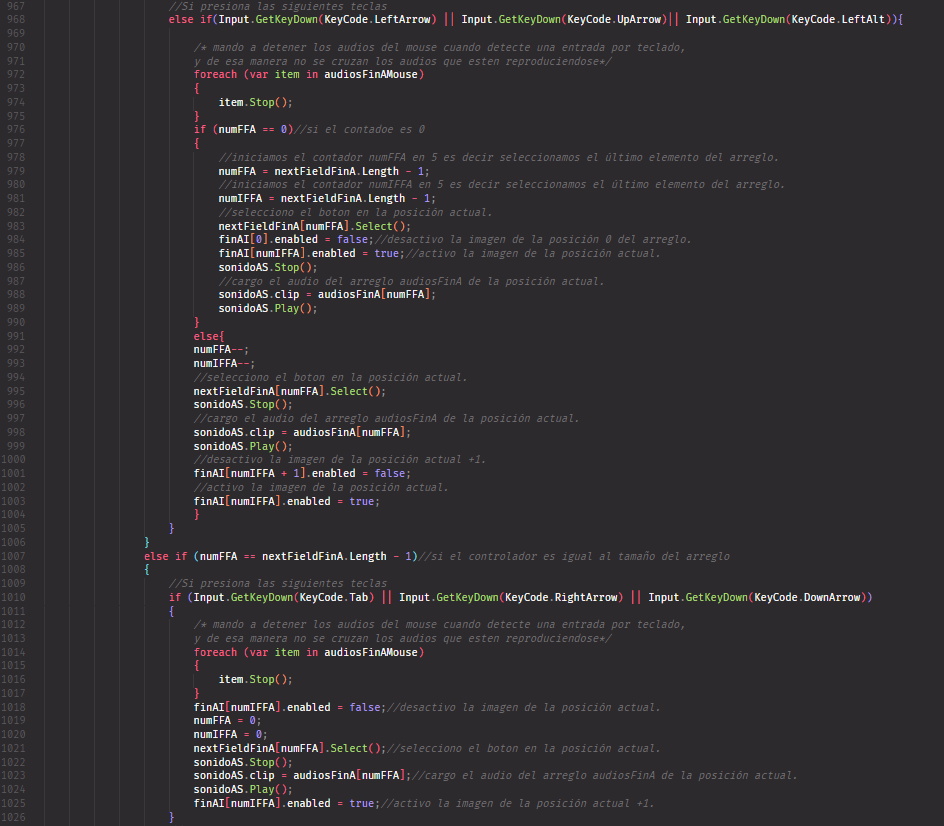 967 //Si presiona las siguientes teclas
968 else if(Input.GetKeyDown(KeyCode.LeftArrow) || Input.GetKeyDown(KeyCode.UpArrow)|| Input.GetKeyDown(KeyCode.LeftAlt)){
969
970 /* mando a detener los audios del mouse cuando detecte una entrada por teclado,
971 y de esa manera no se cruzan los audios que esten reproduciendose*/
972 foreach (var item in audiosFinAMouse)
973 {
974 item.Stop();
975 }
976 if (numFFA == 0)//si el contadoe es 0
977 {
978 //iniciamos el contador numFFA en 5 es decir seleccionamos el último elemento del arreglo.
979 numFFA = nextFieldFinA.Length - 1;
980 //iniciamos el contador numIFFA en 5 es decir seleccionamos el último elemento del arreglo.
981 numIFFA = nextFieldFinA.Length - 1;
982 //selecciono el boton en la posición actual.
983 nextFieldFinA[numFFA].Select();
984 finAI[0].enabled = false;//desactivo la imagen de la posición 0 del arreglo.
985 finAI[numIFFA].enabled = true;//activo la imagen de la posición actual.
986 sonidoAS.Stop();
987 //cargo el audio del arreglo audiosFinA de la posición actual.
988 sonidoAS.clip = audiosFinA[numFFA];
989 sonidoAS.Play();
990 }
991 else{
992 numFFA--;
993 numIFFA--;
994 //selecciono el boton en la posición actual.
995 nextFieldFinA[numFFA].Select();
996 sonidoAS.Stop();
997 //cargo el audio del arreglo audiosFinA de la posición actual.
998 sonidoAS.clip = audiosFinA[numFFA];
999 sonidoAS.Play();
1000 //desactivo la imagen de la posición actual +1.
1001 finAI[numIFFA + 1].enabled = false;
1002 //activo la imagen de la posición actual.
1003 finAI[numIFFA].enabled = true;
1004 }
1005 }
1006 }
1007 else if (numFFA == nextFieldFinA.Length - 1)//si el controlador es igual al tamaño del arreglo
1008 {
1009 //Si presiona las siguientes teclas
1010 if (Input.GetKeyDown(KeyCode.Tab) || Input.GetKeyDown(KeyCode.RightArrow) || Input.GetKeyDown(KeyCode.DownArrow))
1011 {
1012 /* mando a detener los audios del mouse cuando detecte una entrada por teclado,
1013 y de esa manera no se cruzan los audios que esten reproduciendose*/
1014 foreach (var item in audiosFinAMouse)
1015 {
1016 item.Stop();
1017 }
1018 finAI[numIFFA].enabled = false;//desactivo la imagen de la posición actual.
1019 numFFA = 0;
1020 numIFFA = 0;
1021 nextFieldFinA[numFFA].Select();//selecciono el boton en la posición actual.
1022 sonidoAS.Stop();
1023 sonidoAS.clip = audiosFinA[numFFA];//cargo el audio del arreglo audiosFinA de la posición actual.
1024 sonidoAS.Play();
1025 finAI[numIFFA].enabled = true;//activo la imagen de la posición actual +1.
1026 }